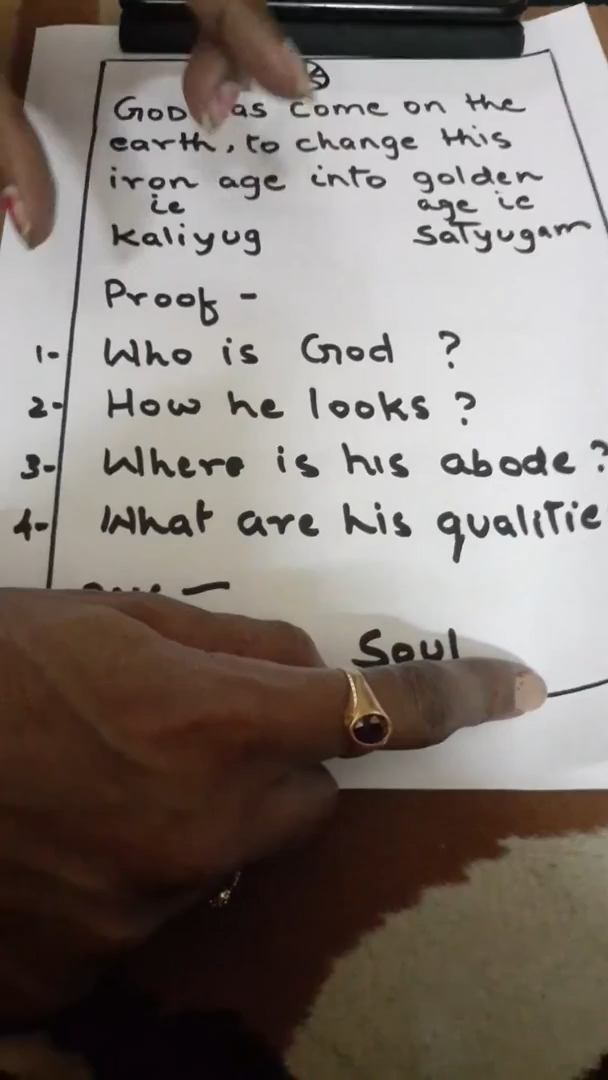 GOD as come on the
earth, to change this
iron age into golden
ie age ie
Kaliyug Satyugam
Proof -
1- Who is God ?
2- How he looks ?
3- Where is his abode ?
4- What are his qualitie
Soul